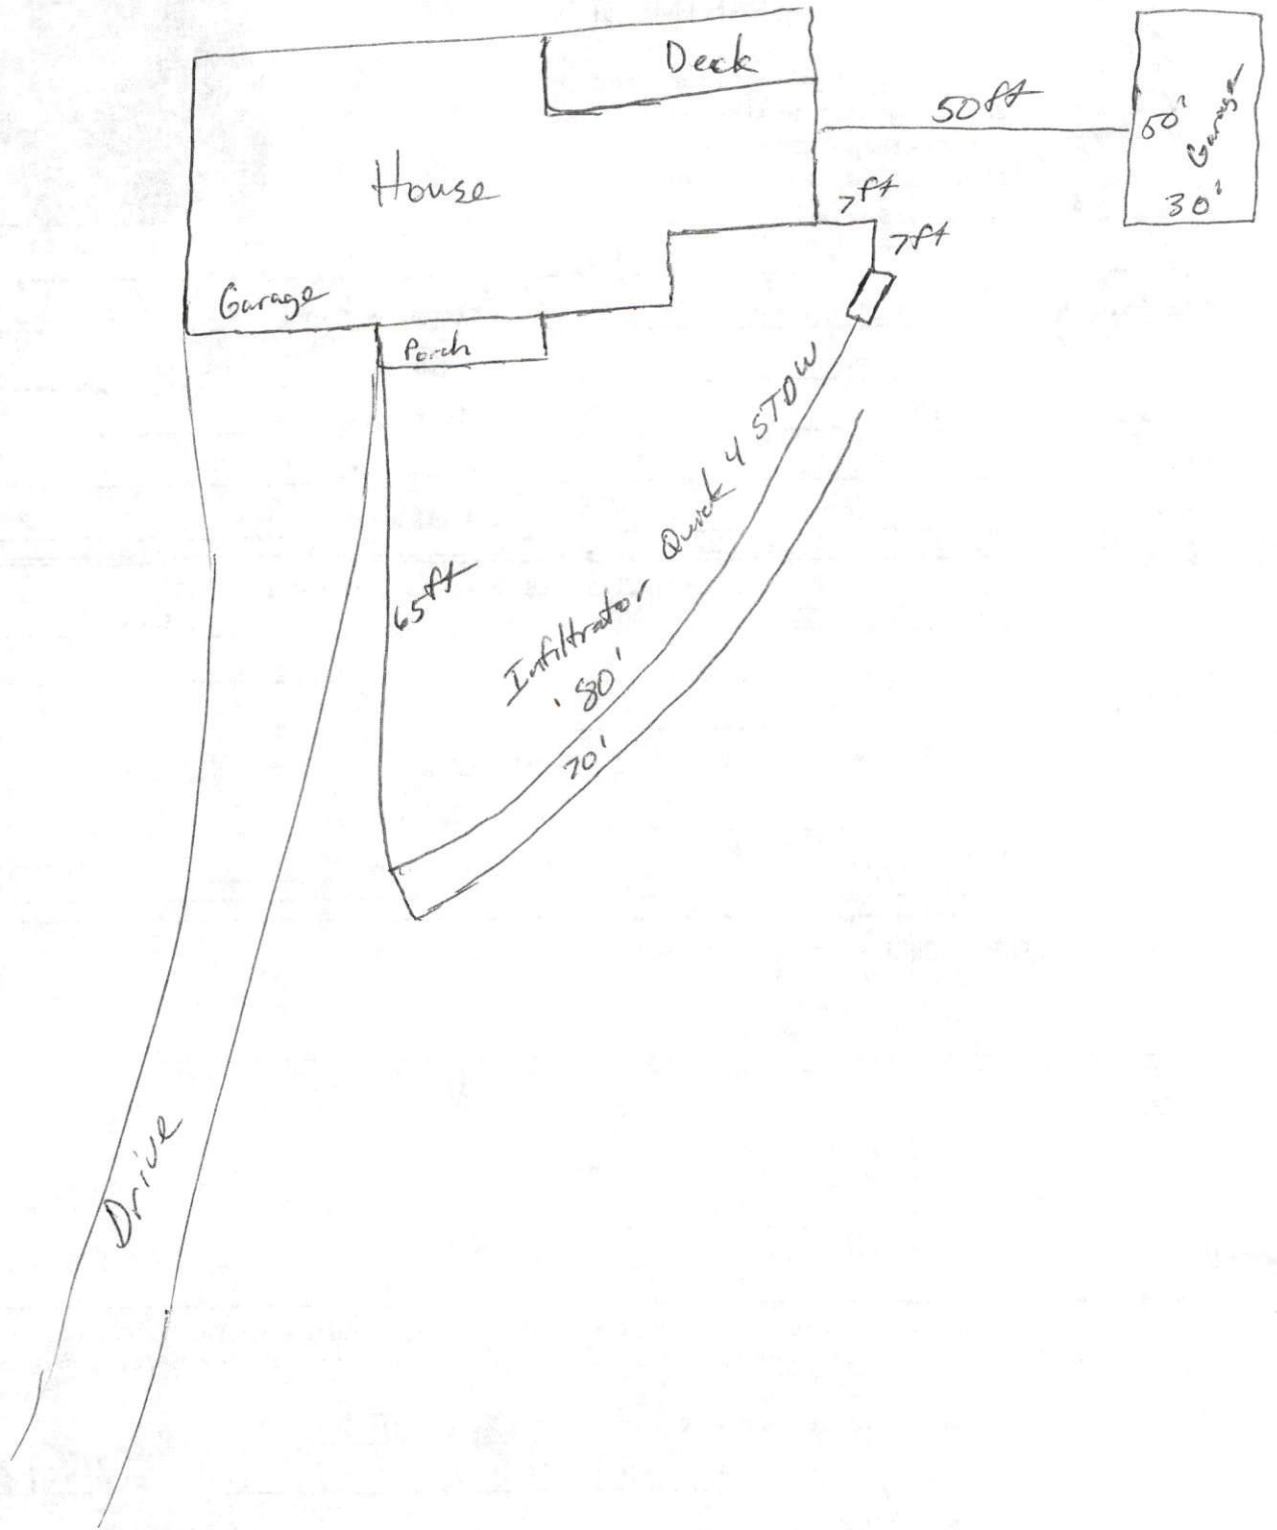 Deck
50ft
60'
Garage
30'
House
7ft
7ft
Garage
Porch
Infiltrator Quick 4 STDW
65ft
80'
70'
Drive